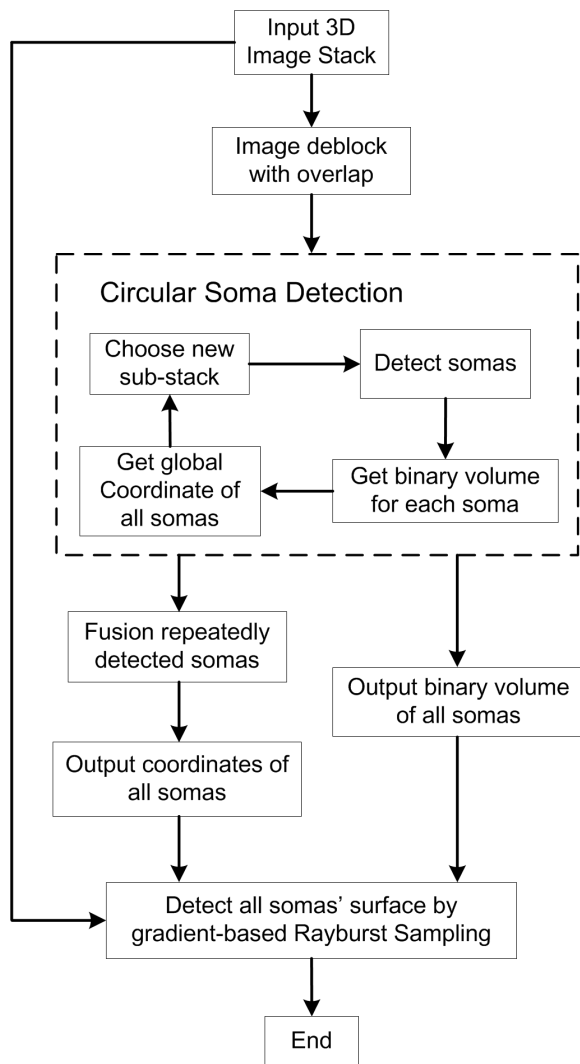 Input 3D
Image Stack
Image deblock
with overlap
Circular Soma Detection
Choose new
sub-stack
Detect somas
Get global
Coordinate of
all somas
Get binary volume
for each soma
Fusion repeatedly
detected somas
Output binary volume
of all somas
Output coordinates of
all somas
Detect all somas' surface by
gradient-based Rayburst Sampling
End